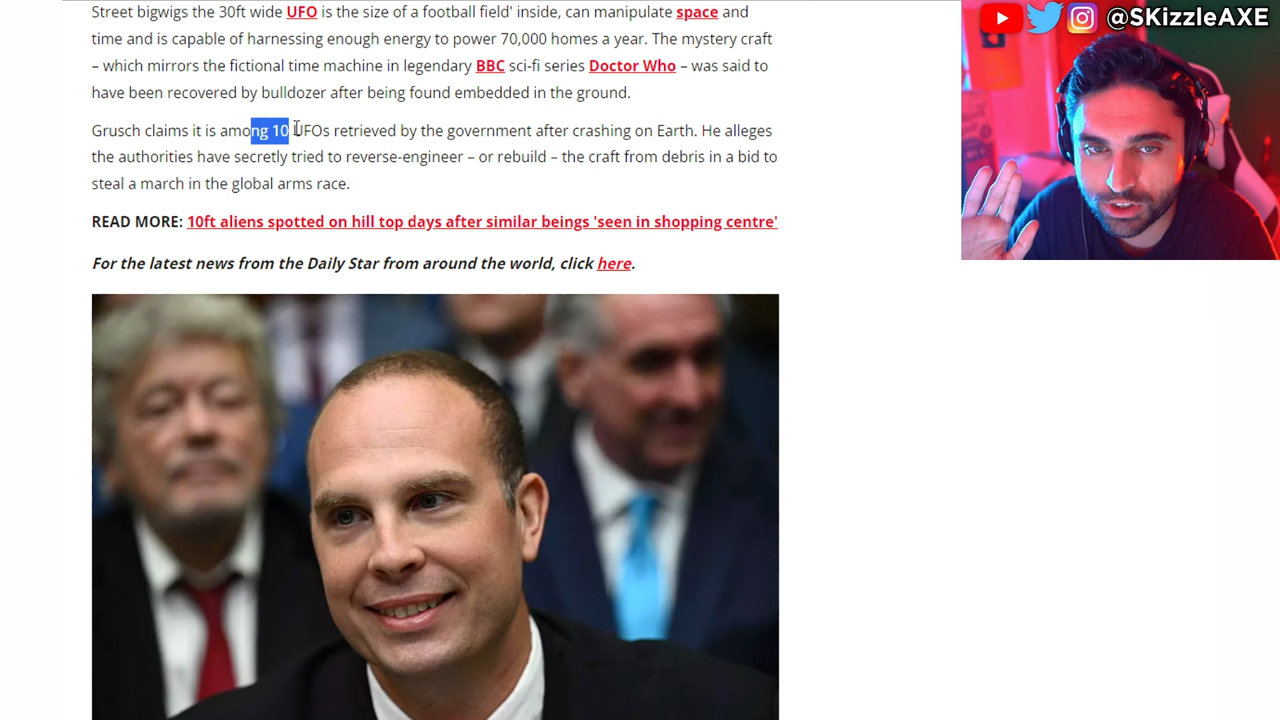 @SKizzleAXE
Street bigwigs the 30ft wide UFO is the size of a football field' inside, can manipulate space and
time and is capable of harnessing enough energy to power 70,000 homes a year. The mystery craft
– which mirrors the fictional time machine in legendary BBC sci-fi series Doctor Who – was said to
have been recovered by bulldozer after being found embedded in the ground.
Grusch claims it is among 10 UFOs retrieved by the government after crashing on Earth. He alleges
the authorities have secretly tried to reverse-engineer – or rebuild – the craft from debris in a bid to
steal a march in the global arms race.
READ MORE: 10ft aliens spotted on hill top days after similar beings 'seen in shopping centre'
For the latest news from the Daily Star from around the world, click here.